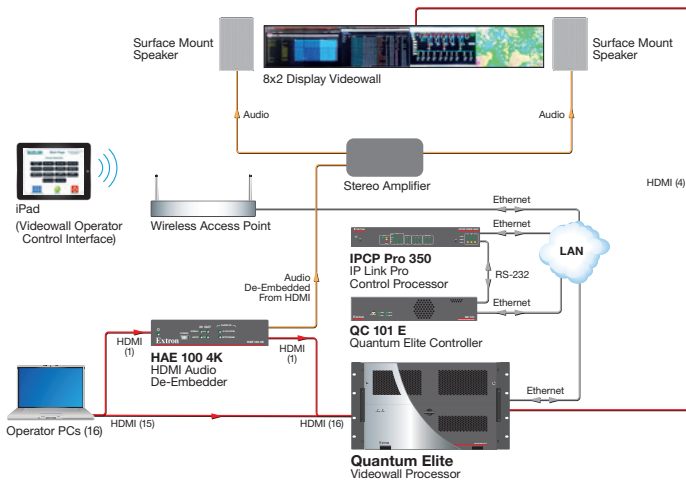 Surface Mount
Speaker
8x2 Display Videowall
Surface Mount
Speaker
Audio
Audio
Stereo Amplifier
HDMI (4)
iPad
(Videowall Operator
Control Interface)
Wireless Access Point
Ethernet
Ethernet
LAN
IPCP Pro 350
IP Link Pro
Control Processor
RS-232
Audio
De-Embedded
From HDMI
Ethernet
QC 101 E
Quantum Elite Controller
Extron
HDMI
(1)
HAE 100 4K
HDMI Audio
De-Embedder
HDMI
(1)
Ethernet
Operator PCs (16)
HDMI (15)
HDMI (16)
Quantum Elite
Videowall Processor